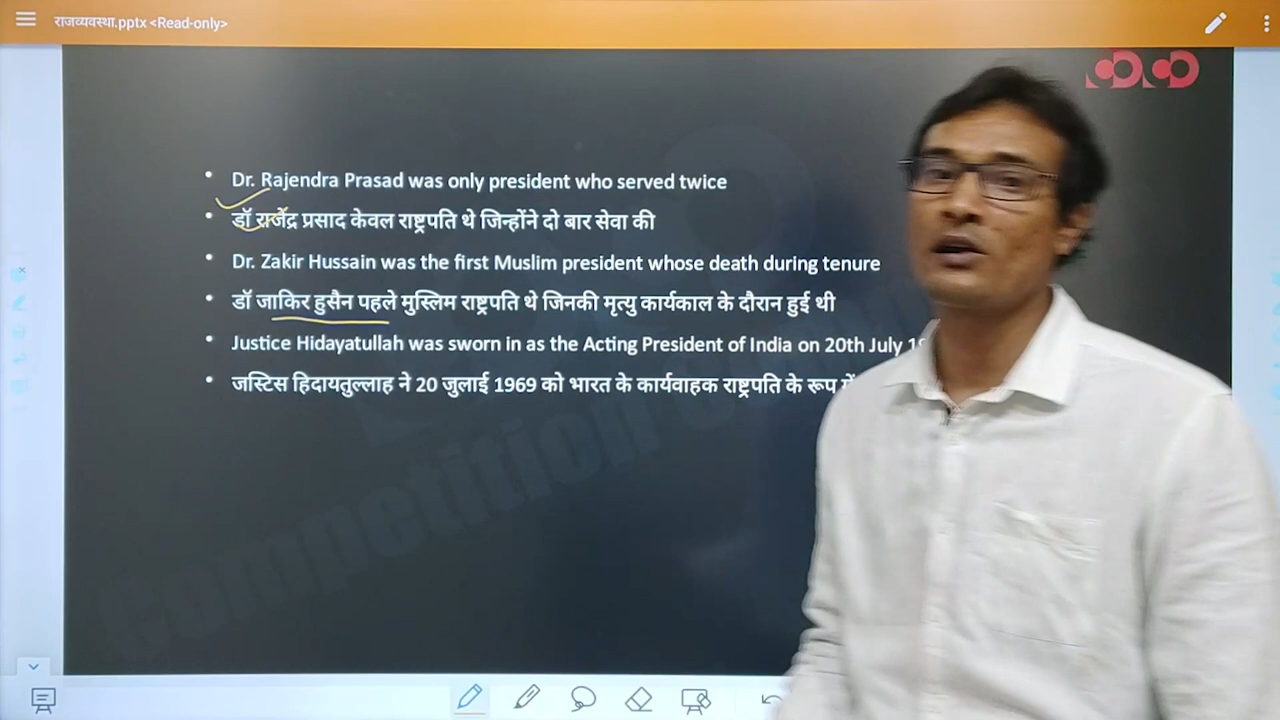 राजव्यवस्था.pptx <Read-only>
• Dr. Rajendra Prasad was only president who served twice
• डॉ राजेंद्र प्रसाद केवल राष्ट्रपति थे जिन्होंने दो बार सेवा की
• Dr. Zakir Hussain was the first Muslim president whose death during tenure
• डॉ जाकिर हुसैन पहले मुस्लिम राष्ट्रपति थे जिनकी मृत्यु कार्यकाल के दौरान हुई थी
• Justice Hidayatullah was sworn in as the Acting President of India on 20th July
• जस्टिस हिदायतुल्लाह ने 20 जुलाई 1969 को भारत के कार्यवाहक राष्ट्रपति के रूप में
competition